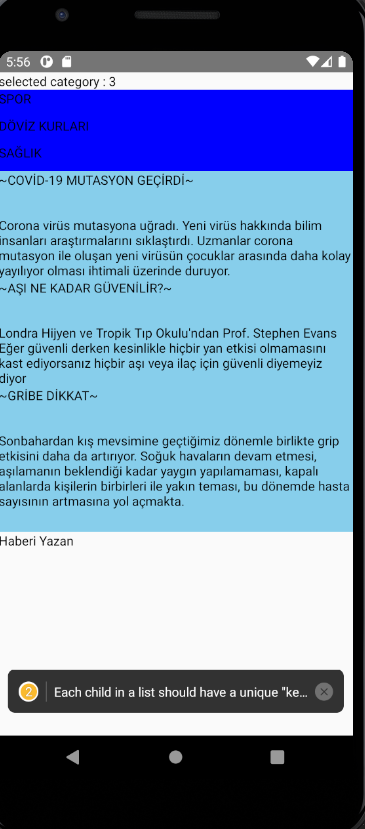 5:56
selected category : 3
SPOR
DÖVİZ KURLARI
SAĞLIK
~COVİD-19 MUTASYON GEÇİRDİ~
Corona virüs mutasyona uğradı. Yeni virüs hakkında bilim
insanları araştırmalarını sıklaştırdı. Uzmanlar corona
mutasyon ile oluşan yeni virüsün çocuklar arasında daha kolay
yayılıyor olması ihtimali üzerinde duruyor.
~AŞI NE KADAR GÜVENİLİR?~
Londra Hijyen ve Tropik Tıp Okulu'ndan Prof. Stephen Evans
Eğer güvenli derken kesinlikle hiçbir yan etkisi olmamasını
kast ediyorsanız hiçbir aşı veya ilaç için güvenli diyemeyiz
diyor
~GRİBE DİKKAT~
Sonbahardan kış mevsimine geçtiğimiz dönemle birlikte grip
etkisini daha da artırıyor. Soğuk havaların devam etmesi,
aşılamanın beklendiği kadar yaygın yapılamaması, kapalı
alanlarda kişilerin birbirleri ile yakın teması, bu dönemde hasta
sayısının artmasına yol açmakta.
Haberi Yazan
2 Each child in a list should have a unique "ke...